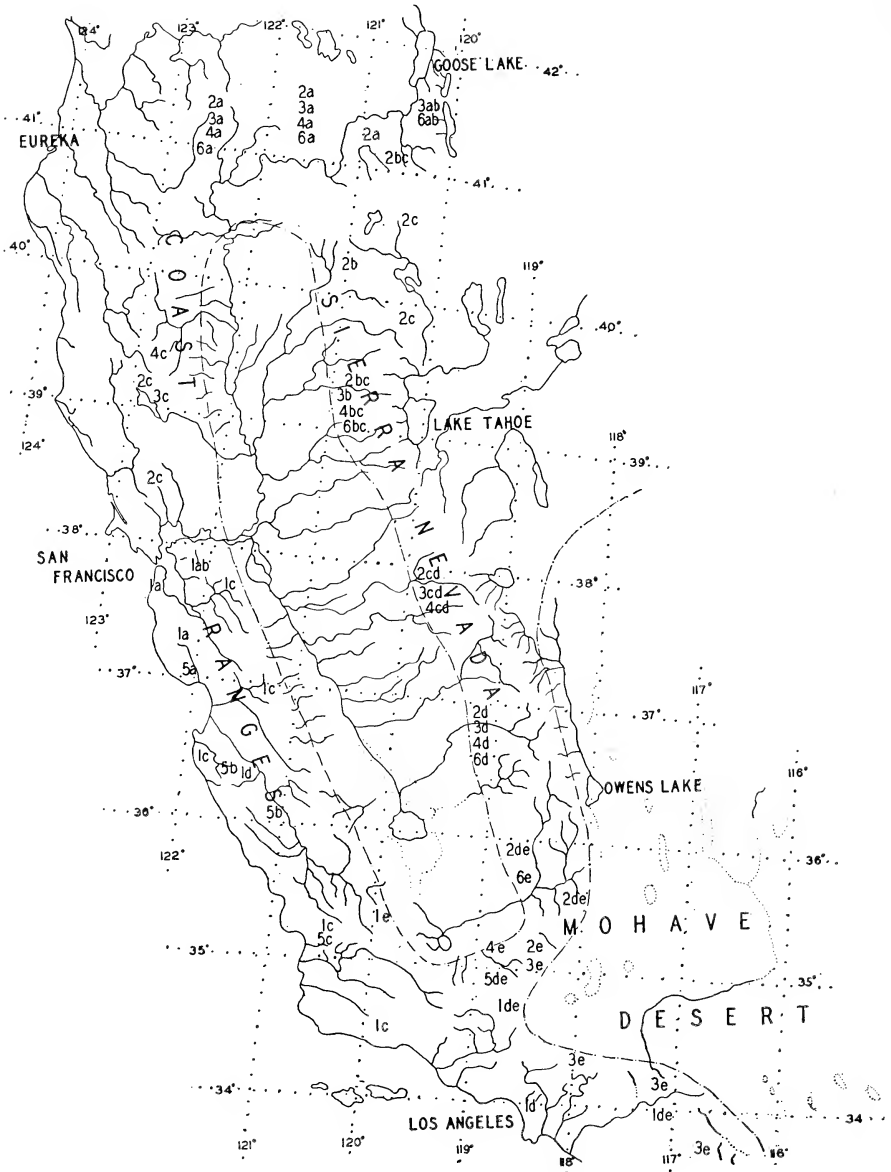 124° 123° 122° 121° 120°
GOOSE LAKE
42°
2a
3a
4a
6a
2a
3a
4a
6a
3ab
6ab
2a
2bc
41°
EUREKA
41°
2c
40°
2b
119°
2c
40°
4c
2c
3c
2bc
3b
4bc
6bc
39°
LAKE TAHOE
124°
118°
39°
2c
38°
SAN
FRANCISCO
1ab
1a
1c
2cd
3cd
4cd
38°
123°
1a
5a
37°
1c
117°
2d
3d
4d
6d
37°
1c
5b
1d
5b
116°
OWENS LAKE
36°
122°
2de
6e
36°
2de
1e
1c
5c
MOHAVE
35°
4e
2e
3e
5de
35°
1de
DESERT
1c
3e
3e
34°
1d
1de
LOS ANGELES
34
3e
121° 120° 119° 118° 117° 116°
COAST
RANGES
SIERRA
NEVADA